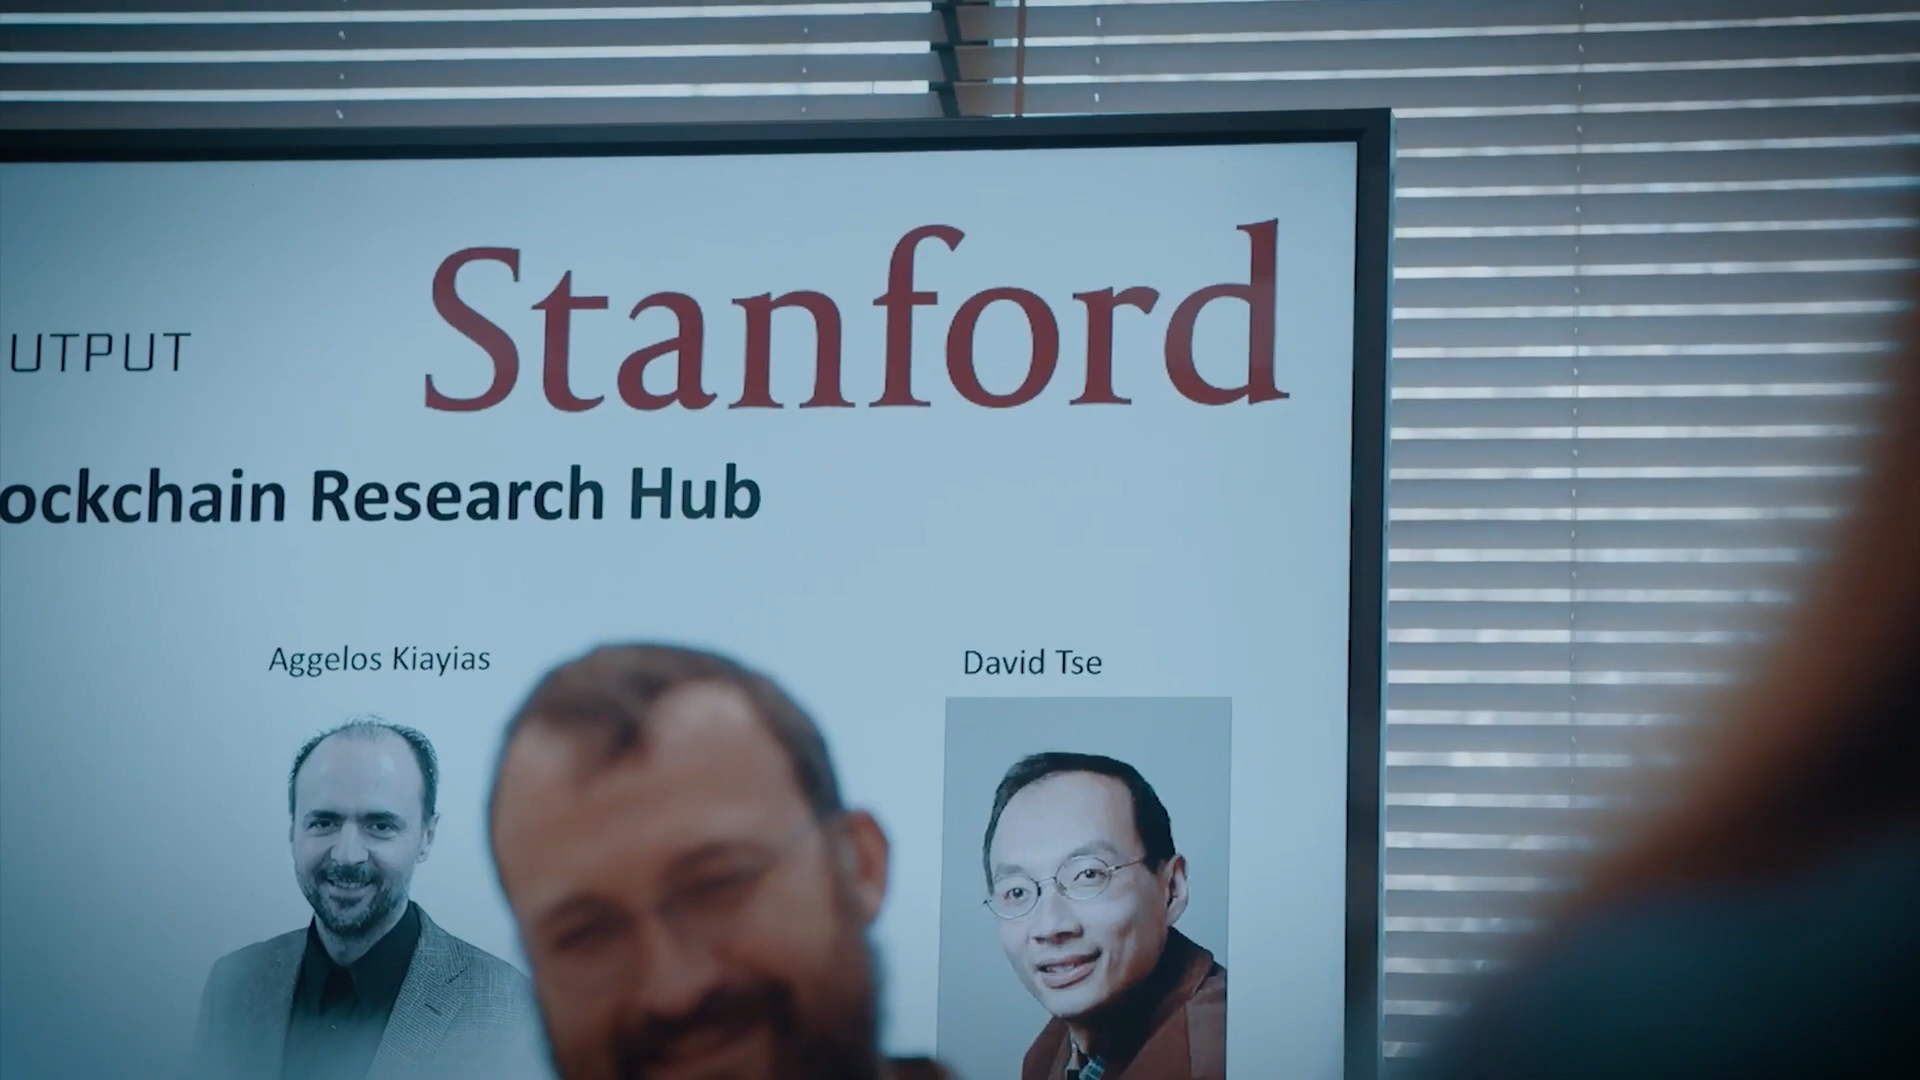 UTPUT
Stanford
ockchain Research Hub
Aggelos Kiayias
David Tse